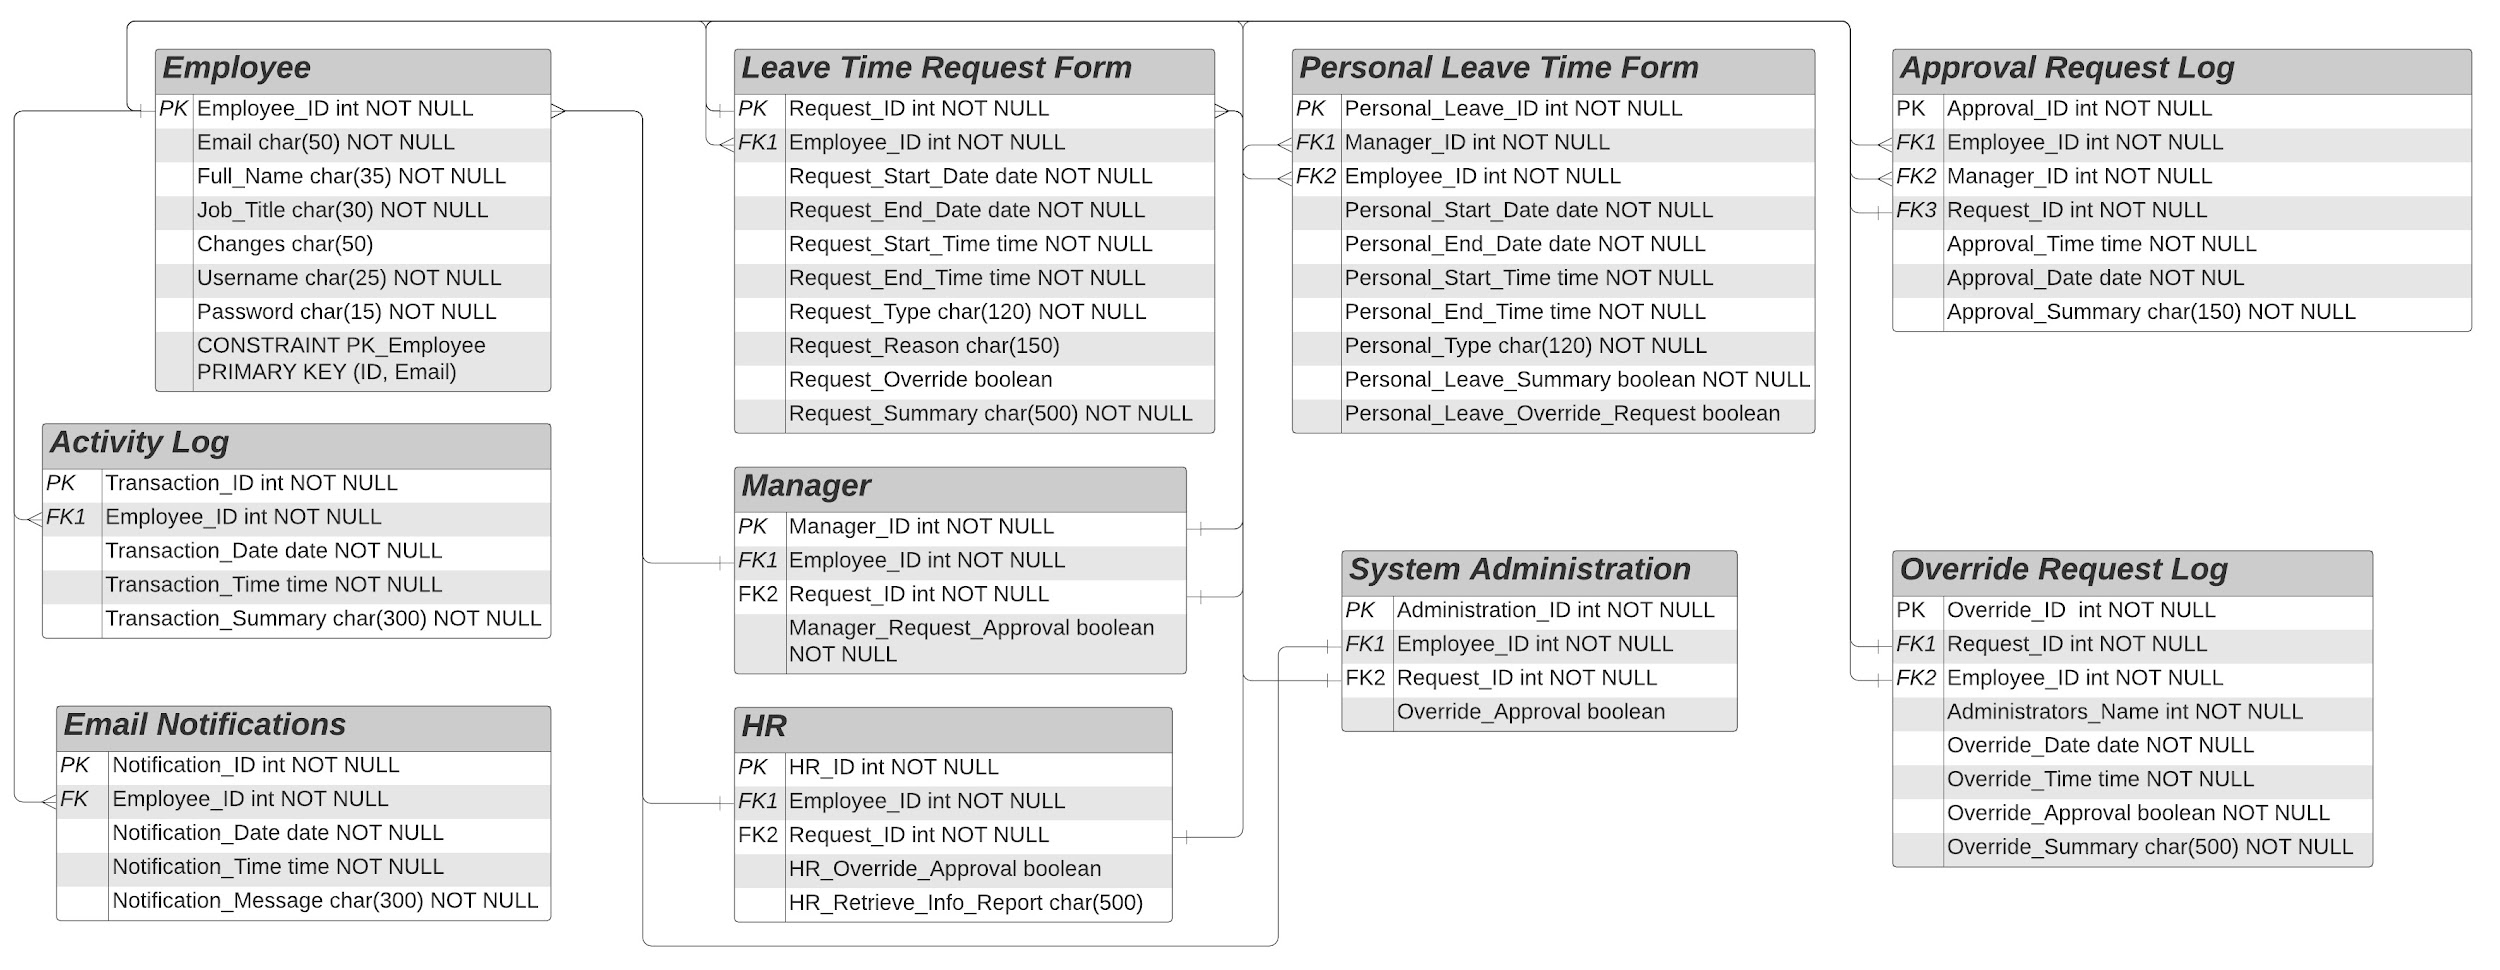 Employee
PK Employee_ID int NOT NULL
Email char(50) NOT NULL
Full_Name char(35) NOT NULL
Job_Title char(30) NOT NULL
Changes char(50)
Username char(25) NOT NULL
Password char(15) NOT NULL
CONSTRAINT PK_Employee
PRIMARY KEY (ID, Email)
Leave Time Request Form
PK Request_ID int NOT NULL
FK1 Employee_ID int NOT NULL
Request_Start_Date date NOT NULL
Request_End_Date date NOT NULL
Request_Start_Time time NOT NULL
Request_End_Time time NOT NULL
Request_Type char(120) NOT NULL
Request_Reason char(150)
Request_Override boolean
Request_Summary char(500) NOT NULL
Personal Leave Time Form
PK Personal_Leave_ID int NOT NULL
FK1 Manager_ID int NOT NULL
FK2 Employee_ID int NOT NULL
Personal_Start_Date date NOT NULL
Personal_End_Date date NOT NULL
Personal_Start_Time time NOT NULL
Personal_End_Time time NOT NULL
Personal_Type char(120) NOT NULL
Personal_Leave_Summary boolean NOT NULL
Personal_Leave_Override_Request boolean
Approval Request Log
PK Approval_ID int NOT NULL
FK1 Employee_ID int NOT NULL
FK2 Manager_ID int NOT NULL
FK3 Request_ID int NOT NULL
Approval_Time time NOT NULL
Approval_Date date NOT NUL
Approval_Summary char(150) NOT NULL
Activity Log
PK Transaction_ID int NOT NULL
FK1 Employee_ID int NOT NULL
Transaction_Date date NOT NULL
Transaction_Time time NOT NULL
Transaction_Summary char(300) NOT NULL
Manager
PK Manager_ID int NOT NULL
FK1 Employee_ID int NOT NULL
FK2 Request_ID int NOT NULL
Manager_Request_Approval boolean
NOT NULL
System Administration
PK Administration_ID int NOT NULL
FK1 Employee_ID int NOT NULL
FK2 Request_ID int NOT NULL
Override_Approval boolean
Override Request Log
PK Override_ID  int NOT NULL
FK1 Request_ID int NOT NULL
FK2 Employee_ID int NOT NULL
Administrators_Name int NOT NULL
Override_Date date NOT NULL
Override_Time time NOT NULL
Override_Approval boolean NOT NULL
Override_Summary char(500) NOT NULL
Email Notifications
PK Notification_ID int NOT NULL
FK Employee_ID int NOT NULL
Notification_Date date NOT NULL
Notification_Time time NOT NULL
Notification_Message char(300) NOT NULL
HR
PK HR_ID int NOT NULL
FK1 Employee_ID int NOT NULL
FK2 Request_ID int NOT NULL
HR_Override_Approval boolean
HR_Retrieve_Info_Report char(500)